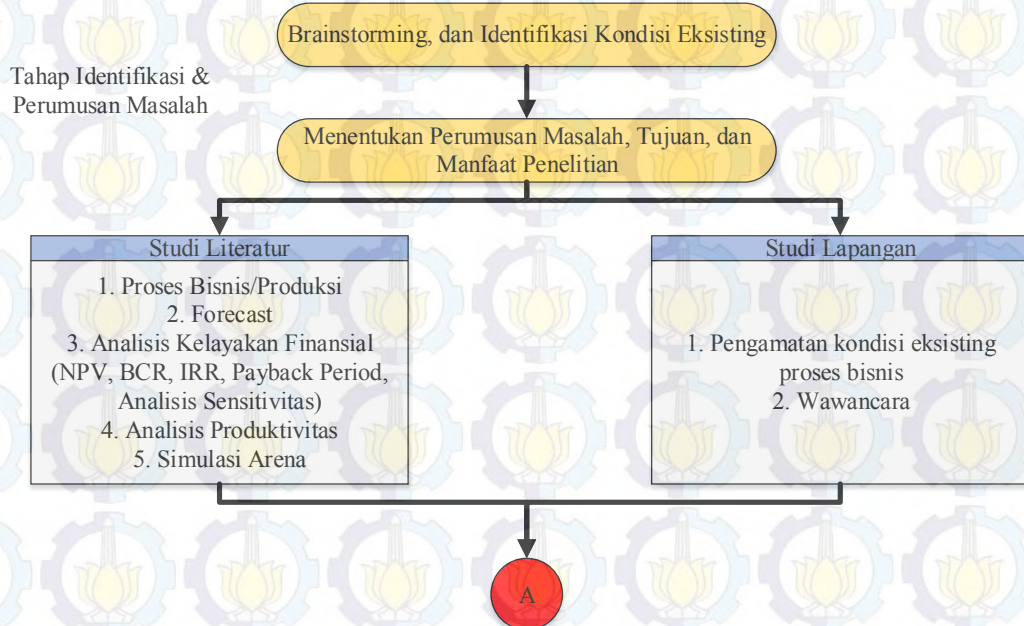 Brainstorming, dan Identifikasi Kondisi Eksisting
Tahap Identifikasi &
Perumusan Masalah
Menentukan Perumusan Masalah, Tujuan, dan
Manfaat Penelitian
Studi Literatur
1. Proses Bisnis/Produksi
2. Forecast
3. Analisis Kelayakan Finansial
(NPV, BCR, IRR, Payback Period,
Analisis Sensitivitas)
4. Analisis Produktivitas
5. Simulasi Arena
Studi Lapangan
1. Pengamatan kondisi eksisting
proses bisnis
2. Wawancara
A